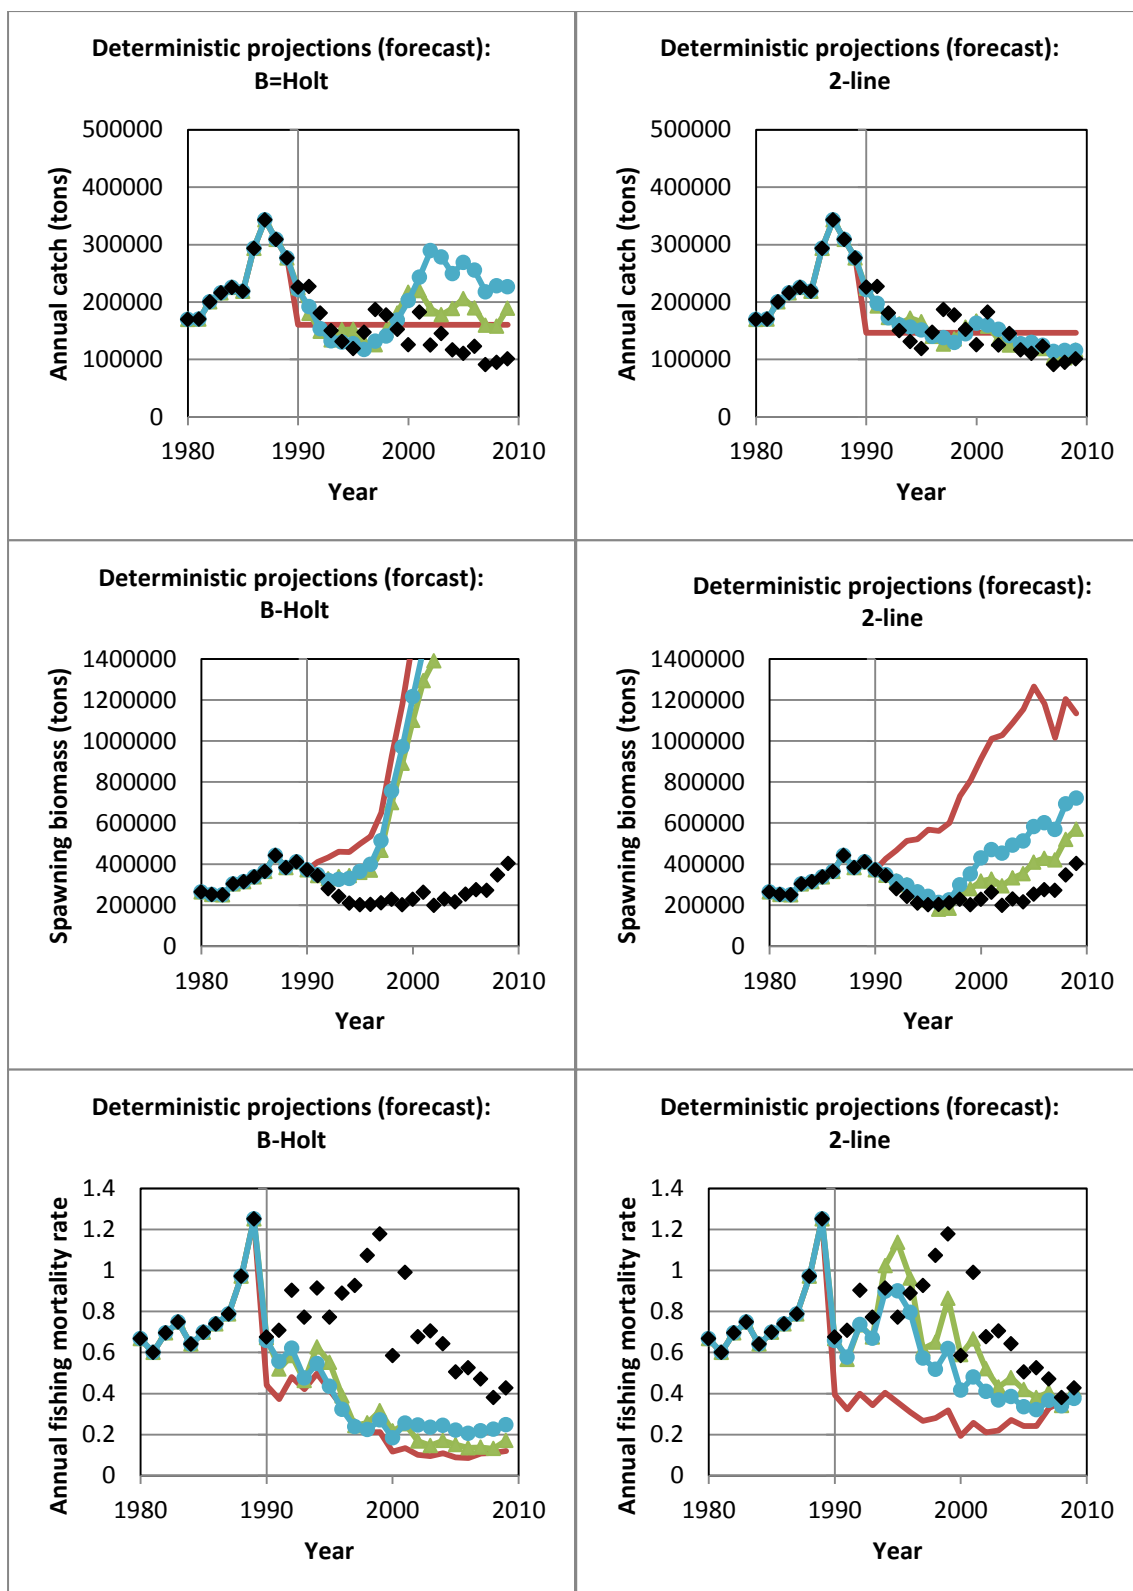 Deterministic projections (forecast):
B=Holt
Annual catch (tons)
500000
400000
300000
200000
100000
0
1980
1990
2000
2010
Year
Deterministic projections (forecast):
2-line
Annual catch (tons)
500000
400000
300000
200000
100000
0
1980
1990
2000
2010
Year
Deterministic projections (forcast):
B-Holt
Spawning biomass (tons)
1400000
1200000
1000000
800000
600000
400000
200000
0
1980
1990
2000
2010
Year
Deterministic projections (forecast):
2-line
Spawning biomass (tons)
1400000
1200000
1000000
800000
600000
400000
200000
0
1980
1990
2000
2010
Year
Deterministic projections (forecast):
B-Holt
Annual fishing mortality rate
1.4
1.2
1
0.8
0.6
0.4
0.2
0
1980
1990
2000
2010
Year
Deterministic projections (forecast):
2-line
Annual fishing mortality rate
1.4
1.2
1
0.8
0.6
0.4
0.2
0
1980
1990
2000
2010
Year